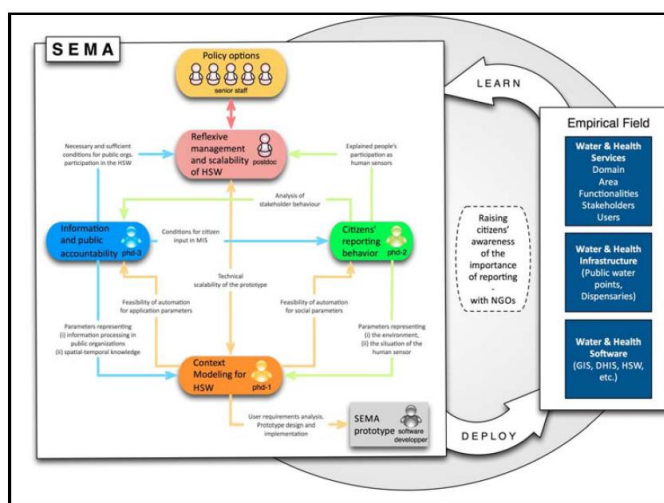 SEMA
Policy options
senior staff
LEARN
Empirical Field
Necessary and sufficient
conditions for public orgs.
participation in the HSW
Reflexive
management
and scalability
of HSW
postdoc
Explained people's
participation as
human sensors
Water & Health
Services
Domain
Area
Functionalities
Stakeholders
Users
Analysis of
stakeholder behaviour
Information
and public
accountability
phd-3
Conditions for citizen
input in MIS
Citizens'
reporting
behavior
phd-2
Raising
citizens'
awareness
of the
importance
of reporting
-
with NGOs
Water & Health
Infrastructure
(Public water
points,
Dispensaries)
Technical
scalability of the prototype
Feasibility of automation
for application parameters
Feasibility of automation
for social parameters
Parameters representing
(i) information processing in
public organizations
(ii) spatial-temporal knowledge
Parameters representing
(i) the environment,
(ii) the situation of
the human sensor
Water & Health
Software
(GIS, DHIS, HSW,
etc.)
Context
Modeling for
HSW
phd-1
User requirements analysis.
Prototype design and
implementation
SEMA
prototype
software
developper
DEPLOY